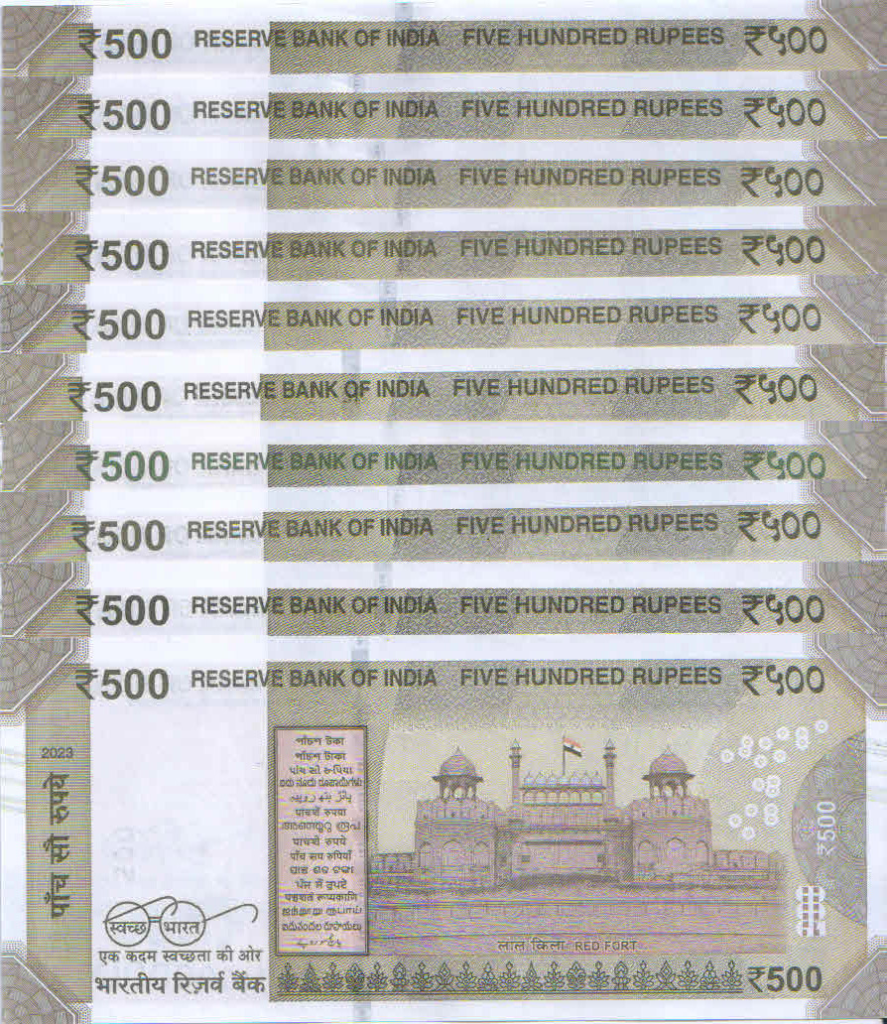 ₹500 RESERVE BANK OF INDIA FIVE HUNDRED RUPEES ₹५००
₹500 RESERVE BANK OF INDIA FIVE HUNDRED RUPEES ₹५००
₹500 RESERVE BANK OF INDIA FIVE HUNDRED RUPEES ₹५००
₹500 RESERVE BANK OF INDIA FIVE HUNDRED RUPEES ₹५००
₹500 RESERVE BANK OF INDIA FIVE HUNDRED RUPEES ₹५००
₹500 RESERVE BANK OF INDIA FIVE HUNDRED RUPEES ₹५००
₹500 RESERVE BANK OF INDIA FIVE HUNDRED RUPEES ₹५००
₹500 RESERVE BANK OF INDIA FIVE HUNDRED RUPEES ₹५००
₹500 RESERVE BANK OF INDIA FIVE HUNDRED RUPEES ₹५००
₹500 RESERVE BANK OF INDIA FIVE HUNDRED RUPEES ₹५००
2023
पाँच सौ रुपये
পাঁচশ টকা
পাঁচশ টাকা
પાંચ સો રૂપિયા
₹500
स्वच्छ भारत
एक कदम स्वच्छता की ओर
भारतीय रिज़र्व बैंक
लाल क़िला RED FORT
₹500